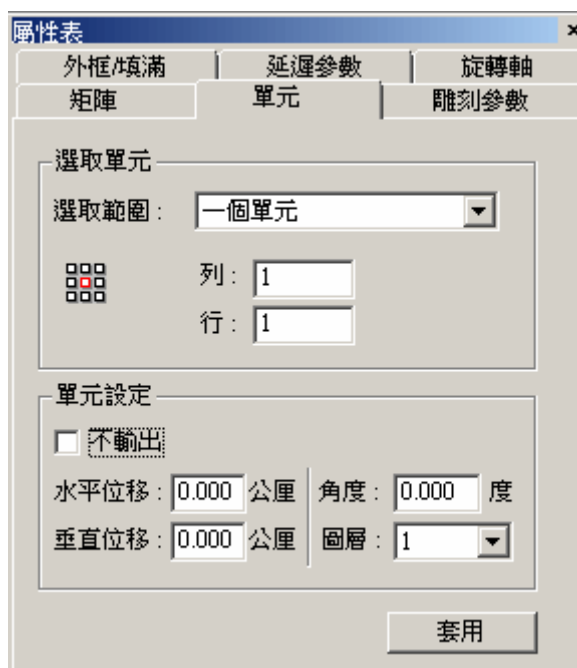 屬性表
外框/填滿 延遲參數 旋轉軸
矩陣 單元 雕刻參數
選取單元
選取範圍: 一個單元
列: 1
行: 1
單元設定
不輸出
水平位移: 0.000 公厘 角度: 0.000 度
垂直位移: 0.000 公厘 圖層: 1
套用